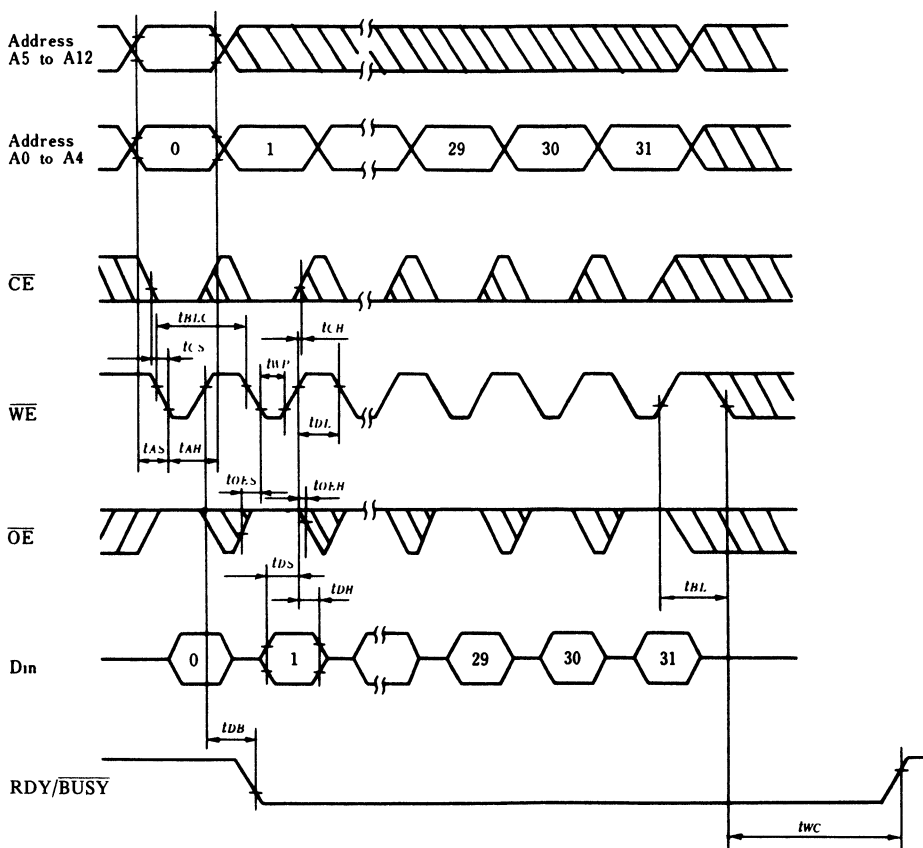 Address
A5 to A12
Address
A0 to A4
0
1
29
30
31
CE
tBLC
tCH
tCS
tWP
WE
tDL
tAS
tAH
tOES
tOEH
OE
tDS
tDH
tBL
Din
0
1
29
30
31
tDB
RDY/BUSY
tWC